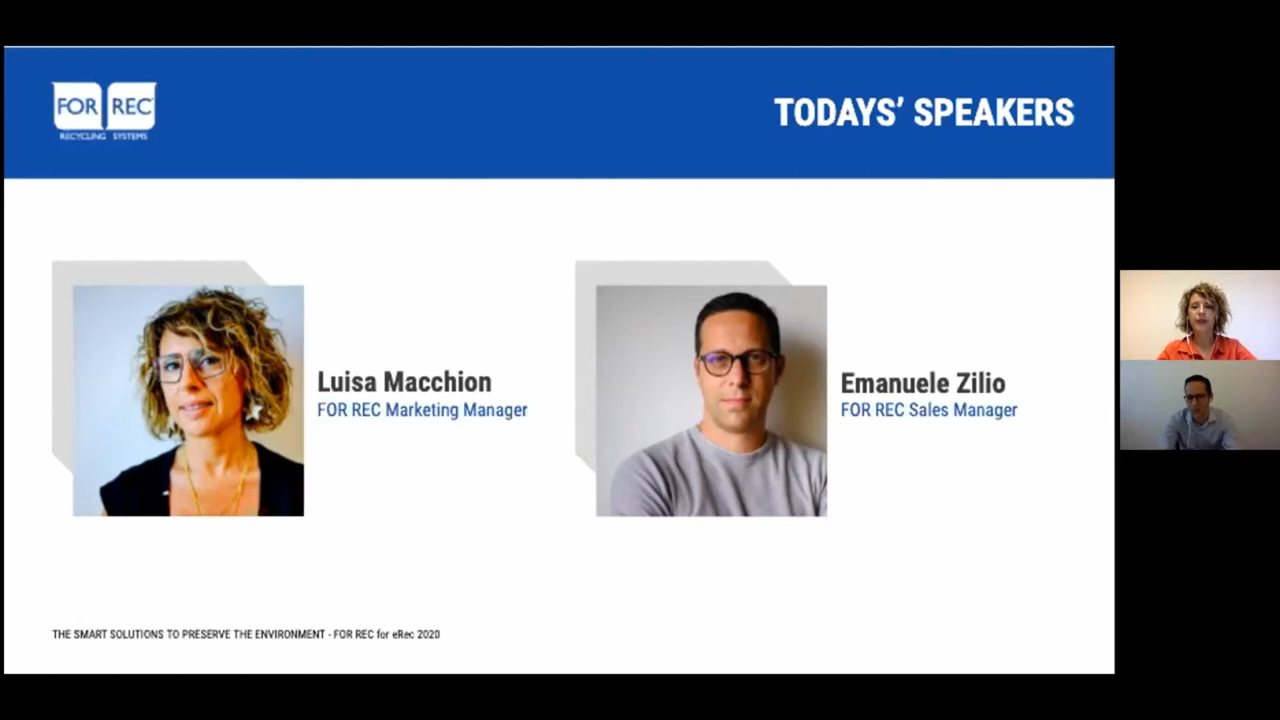 FOR REC
RECYCLING SYSTEMS
TODAYS’ SPEAKERS
Luisa Macchion
FOR REC Marketing Manager
Emanuele Zilio
FOR REC Sales Manager
THE SMART SOLUTIONS TO PRESERVE THE ENVIRONMENT - FOR REC for eRec 2020